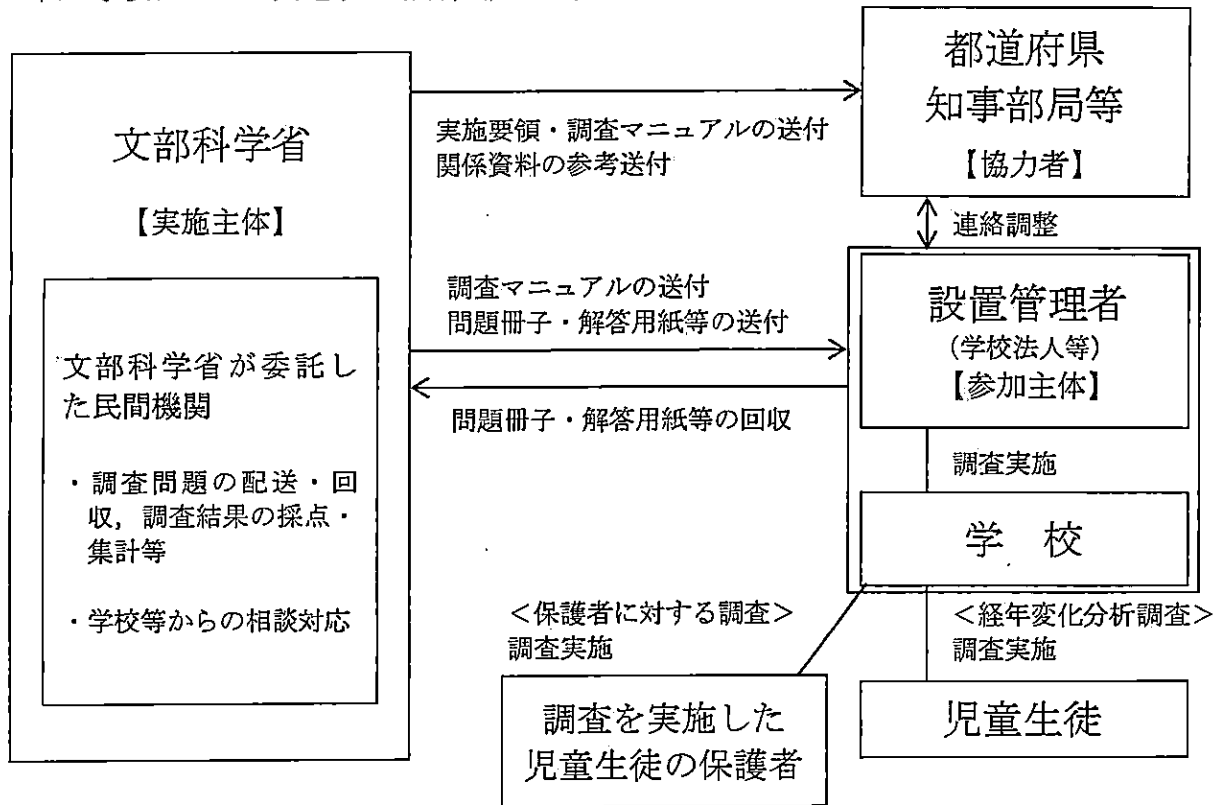 文部科学省
【実施主体】
文部科学省が委託し
た民間機関
・調査問題の配送・回
収，調査結果の採点・
集計等
・学校等からの相談対応
実施要領・調査マニュアルの送付
関係資料の参考送付
都道府県
知事部局等
【協力者】
連絡調整
調査マニュアルの送付
問題冊子・解答用紙等の送付
問題冊子・解答用紙等の回収
設置管理者
（学校法人等）
【参加主体】
調査実施
学　校
＜保護者に対する調査＞
調査実施
＜経年変化分析調査＞
調査実施
調査を実施した
児童生徒の保護者
児童生徒